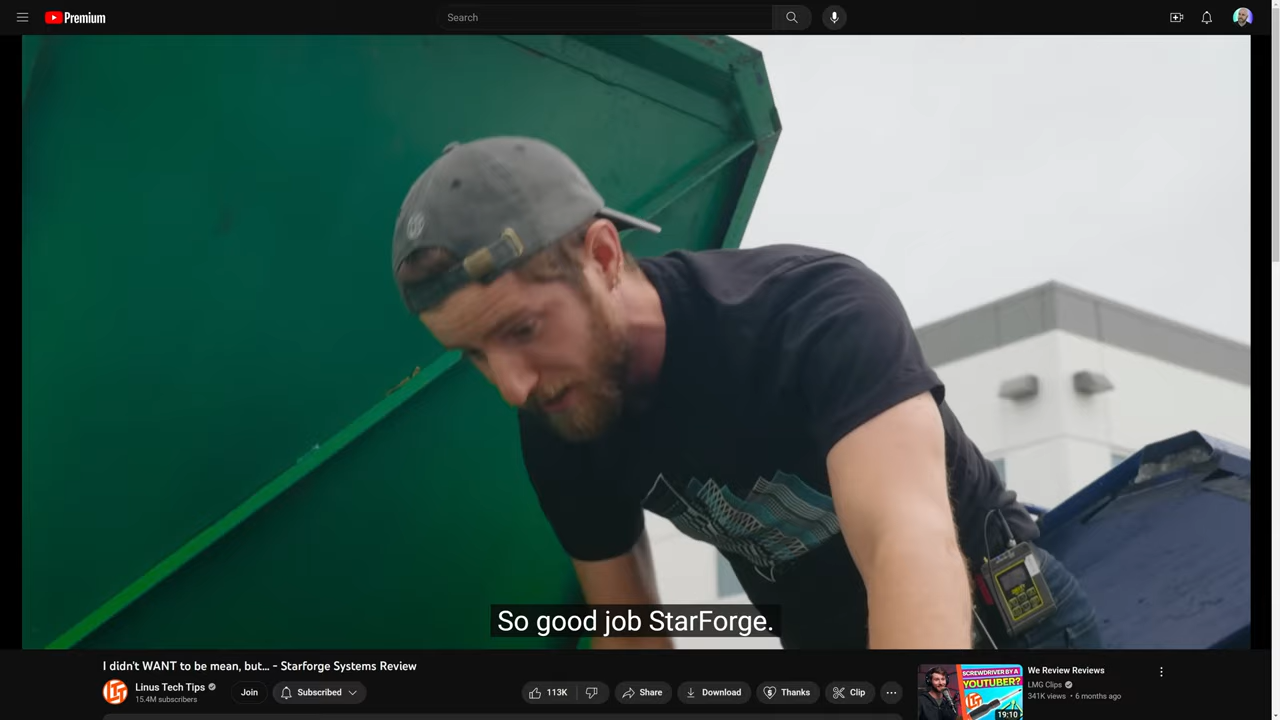 Premium
Search
So good job StarForge.
I didn't WANT to be mean, but... - Starforge Systems Review
Linus Tech Tips
15.4M subscribers
Join
Subscribed
113K
Share
Download
Thanks
Clip
SCREWDRIVER BY A
YOUTUBER?
19:10
We Review Reviews
LMG Clips
341K views • 6 months ago